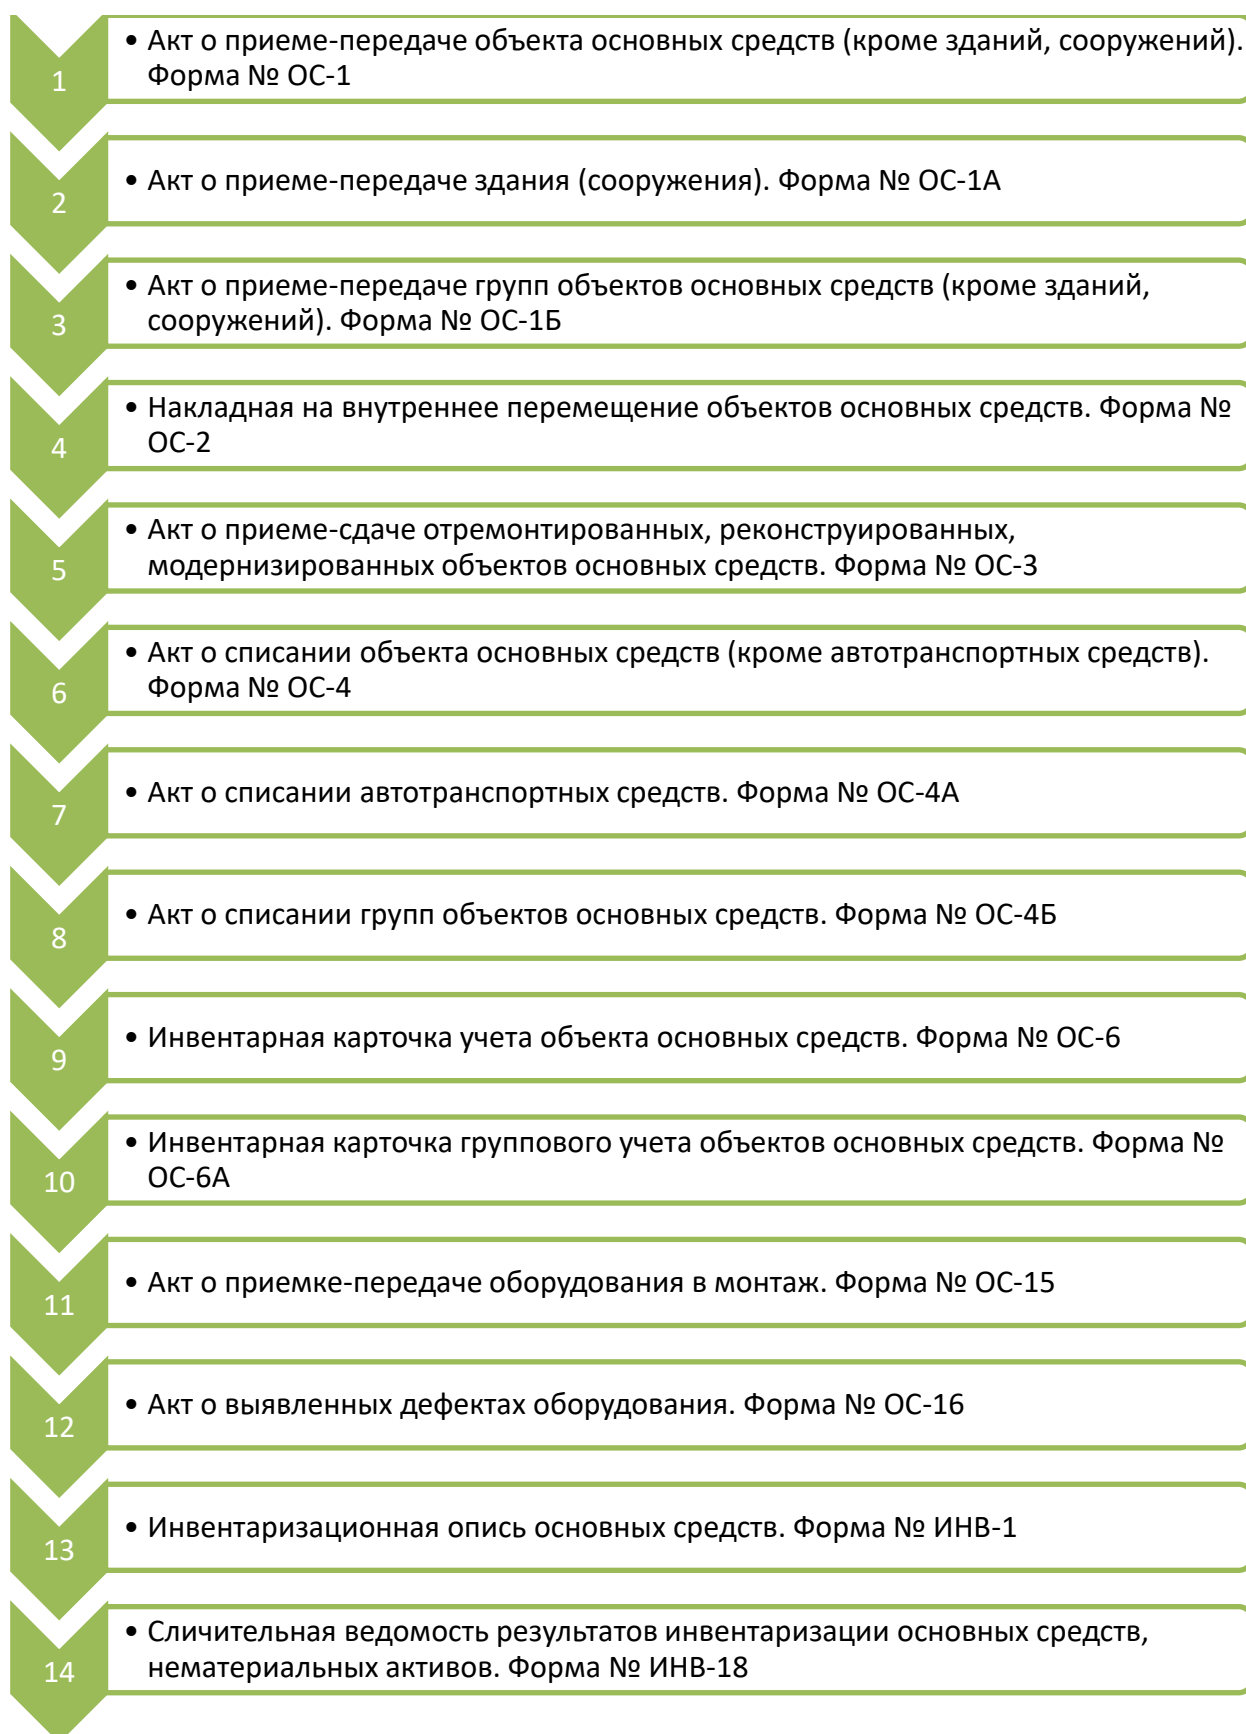 1
• Акт о приеме-передаче объекта основных средств (кроме зданий, сооружений).
Форма № ОС-1
2
• Акт о приеме-передаче здания (сооружения). Форма № ОС-1А
3
• Акт о приеме-передаче групп объектов основных средств (кроме зданий,
сооружений). Форма № ОС-1Б
4
• Накладная на внутреннее перемещение объектов основных средств. Форма №
ОС-2
5
• Акт о приеме-сдаче отремонтированных, реконструированных,
модернизированных объектов основных средств. Форма № ОС-3
6
• Акт о списании объекта основных средств (кроме автотранспортных средств).
Форма № ОС-4
7
• Акт о списании автотранспортных средств. Форма № ОС-4А
8
• Акт о списании групп объектов основных средств. Форма № ОС-4Б
9
• Инвентарная карточка учета объекта основных средств. Форма № ОС-6
10
• Инвентарная карточка группового учета объектов основных средств. Форма №
ОС-6А
11
• Акт о приемке-передаче оборудования в монтаж. Форма № ОС-15
12
• Акт о выявленных дефектах оборудования. Форма № ОС-16
13
• Инвентаризационная опись основных средств. Форма № ИНВ-1
14
• Сличительная ведомость результатов инвентаризации основных средств,
нематериальных активов. Форма № ИНВ-18